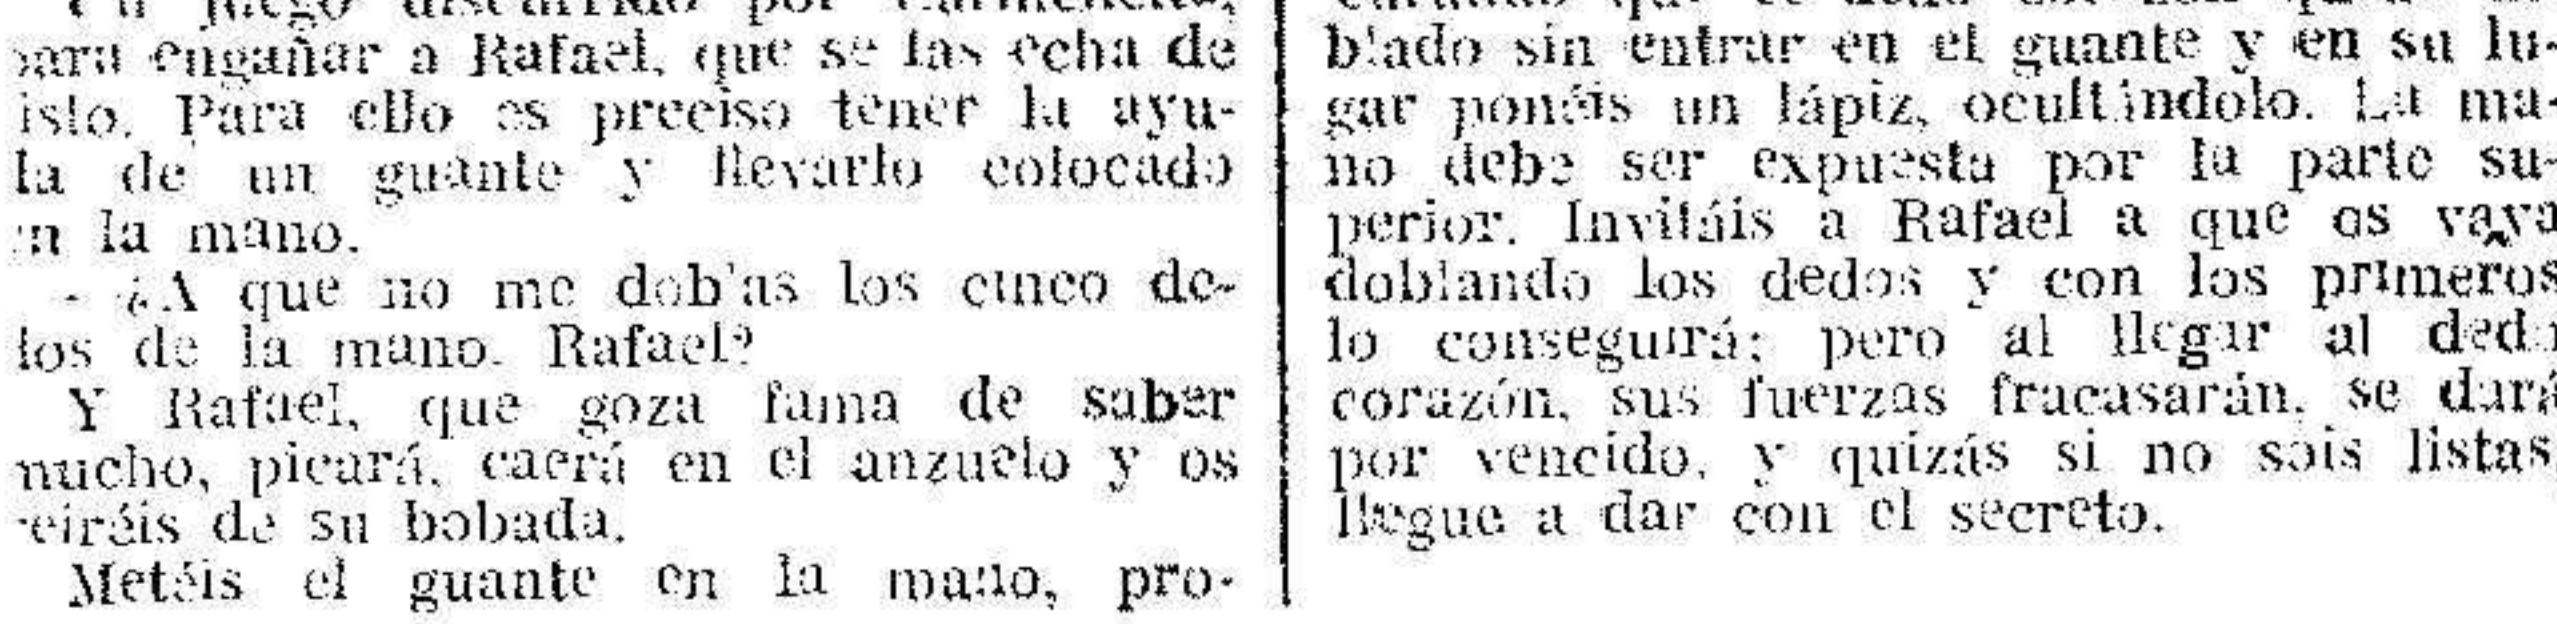 juego discurrido por
para engañar a Rafael, que se las echa de
listo. Para ello es preciso tener la ayu-
da de un guante y llevarlo colocado
en la mano.
- ¿A que no me doblas los cinco de-
dos de la mano, Rafael?
Y Rafael, que goza fama de saber
mucho, picará, caerá en el anzuelo y os
reiréis de su bobada.
Metéis el guante en la mano, pro-
que
blado sin entrar en el guante y en su lu-
gar ponéis un lápiz, ocultándolo. La ma-
no debe ser expuesta por la parte su-
perior. Invitáis a Rafael a que os vaya
doblando los dedos y con los primeros
lo conseguirá; pero al llegar al dedo
corazón, sus fuerzas fracasarán, se dará
por vencido, y quizás si no sois listas,
llegue a dar con el secreto.